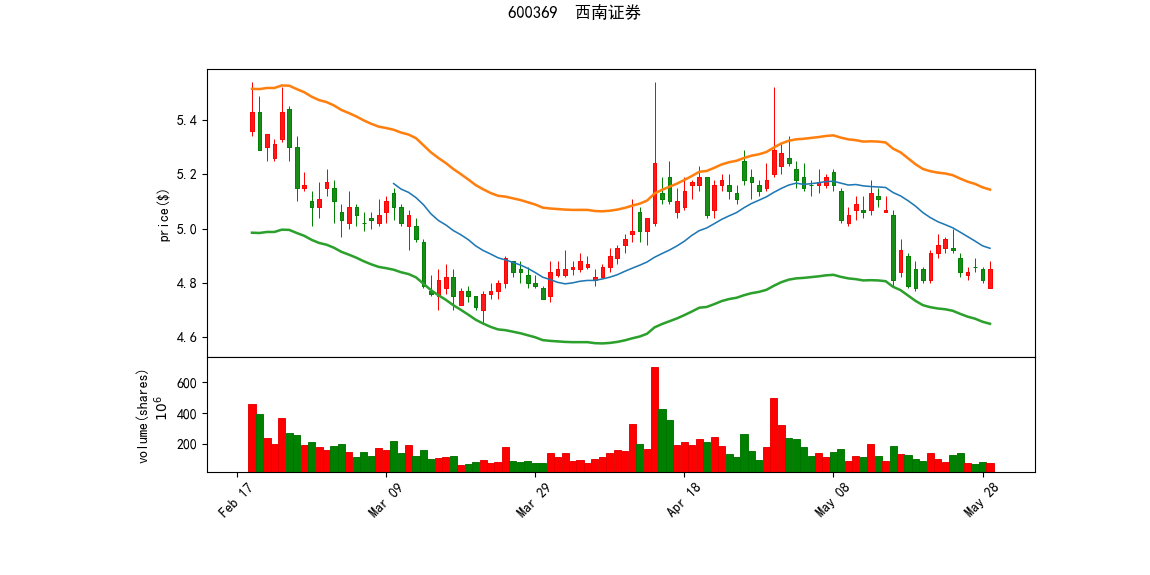 600369 西南证券
price($)
5.4
5.2
5.0
4.8
4.6
volume(shares)
10^6
600
400
200
Feb 17
Mar 09
Mar 29
Apr 18
May 08
May 28